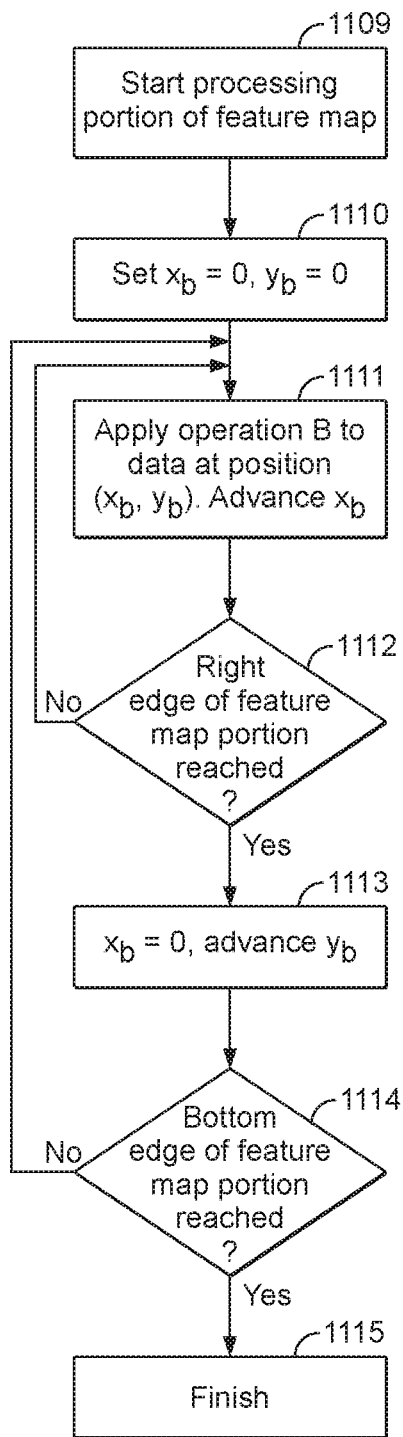 1109
Start processing
portion of feature map
1110
Set x_b = 0, y_b = 0
1111
Apply operation B to
data at position
(x_b, y_b). Advance x_b
1112
Right
edge of feature
map portion
reached
?
No
Yes
1113
x_b = 0, advance y_b
1114
Bottom
edge of feature
map portion
reached
?
No
Yes
1115
Finish